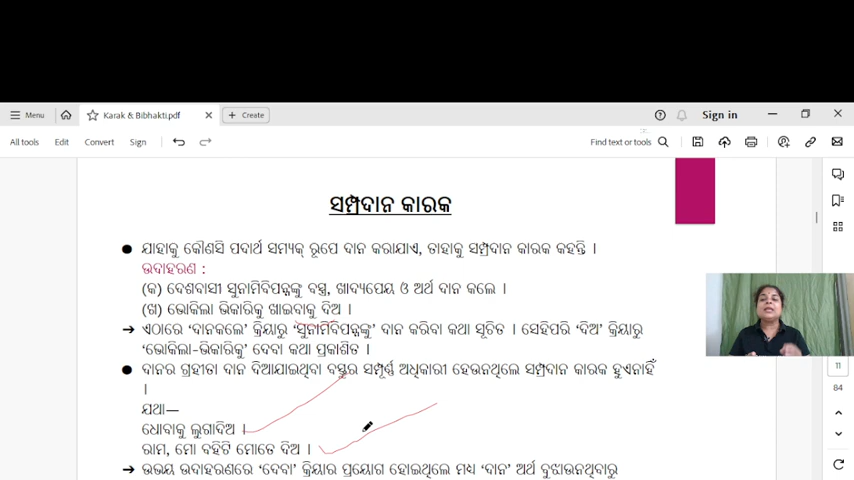 Menu
Karak & Bibhakti.pdf
Create
Sign in
All tools
Edit
Convert
Sign
Find text or tools
ସମ୍ପ୍ରଦାନ କାରକ
ଯାହାକୁ କୌଣସି ପଦାର୍ଥ ସମ୍ୟକ୍ ରୂପେ ଦାନ କରାଯାଏ, ତାହାକୁ ସମ୍ପ୍ରଦାନ କାରକ କହନ୍ତି ।
ଉଦାହରଣ :
(କ) ଦେଶବାସୀ ସୁନାମିବିପନ୍ନଙ୍କୁ ବସ୍ତ୍ର, ଖାଦ୍ୟପେୟ ଓ ଅର୍ଥ ଦାନ କଲେ ।
(ଖ) ଭୋକିଲା ଭିକାରିକୁ ଖାଇବାକୁ ଦିଅ ।
→ ଏଠାରେ ‘ଦାନକଲେ’ କ୍ରିୟାରୁ ‘ସୁନାମିବିପନ୍ନଙ୍କୁ’ ଦାନ କରିବା କଥା ସୂଚିତ । ସେହିପରି ‘ଦିଅ’ କ୍ରିୟାରୁ
‘ଭୋକିଲା-ଭିକାରିକୁ’ ଦେବା କଥା ପ୍ରକାଶିତ ।
ଦାନର ଗ୍ରହୀତା ଦାନ ଦିଆଯାଇଥିବା ବସ୍ତୁର ସମ୍ପୂର୍ଣ୍ଣ ଅଧିକାରୀ ହେଉନଥିଲେ ସମ୍ପ୍ରଦାନ କାରକ ହୁଏନାହିଁ
।
ଯଥା—
ଧୋବାକୁ ଲୁଗାଦିଅ ।
ରାମ, ମୋ ବହିଟି ମୋତେ ଦିଅ ।
→ ଉଭୟ ଉଦାହରଣରେ ‘ଦେବା’ କ୍ରିୟାର ପ୍ରୟୋଗ ହୋଇଥିଲେ ମଧ୍ୟ ‘ଦାନ’ ଅର୍ଥ ବୁଝାଉନଥିବାରୁ
11
84